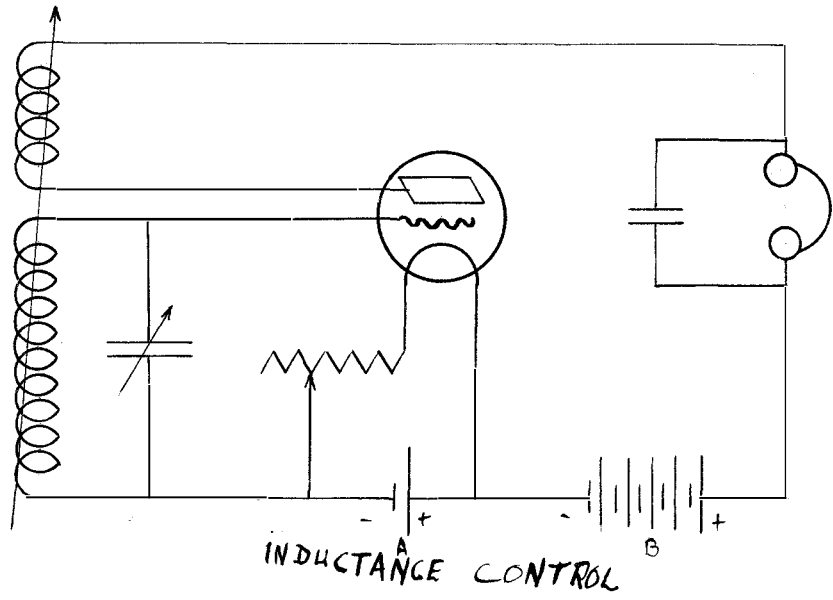 - + - +
A B
INDUCTANCE CONTROL